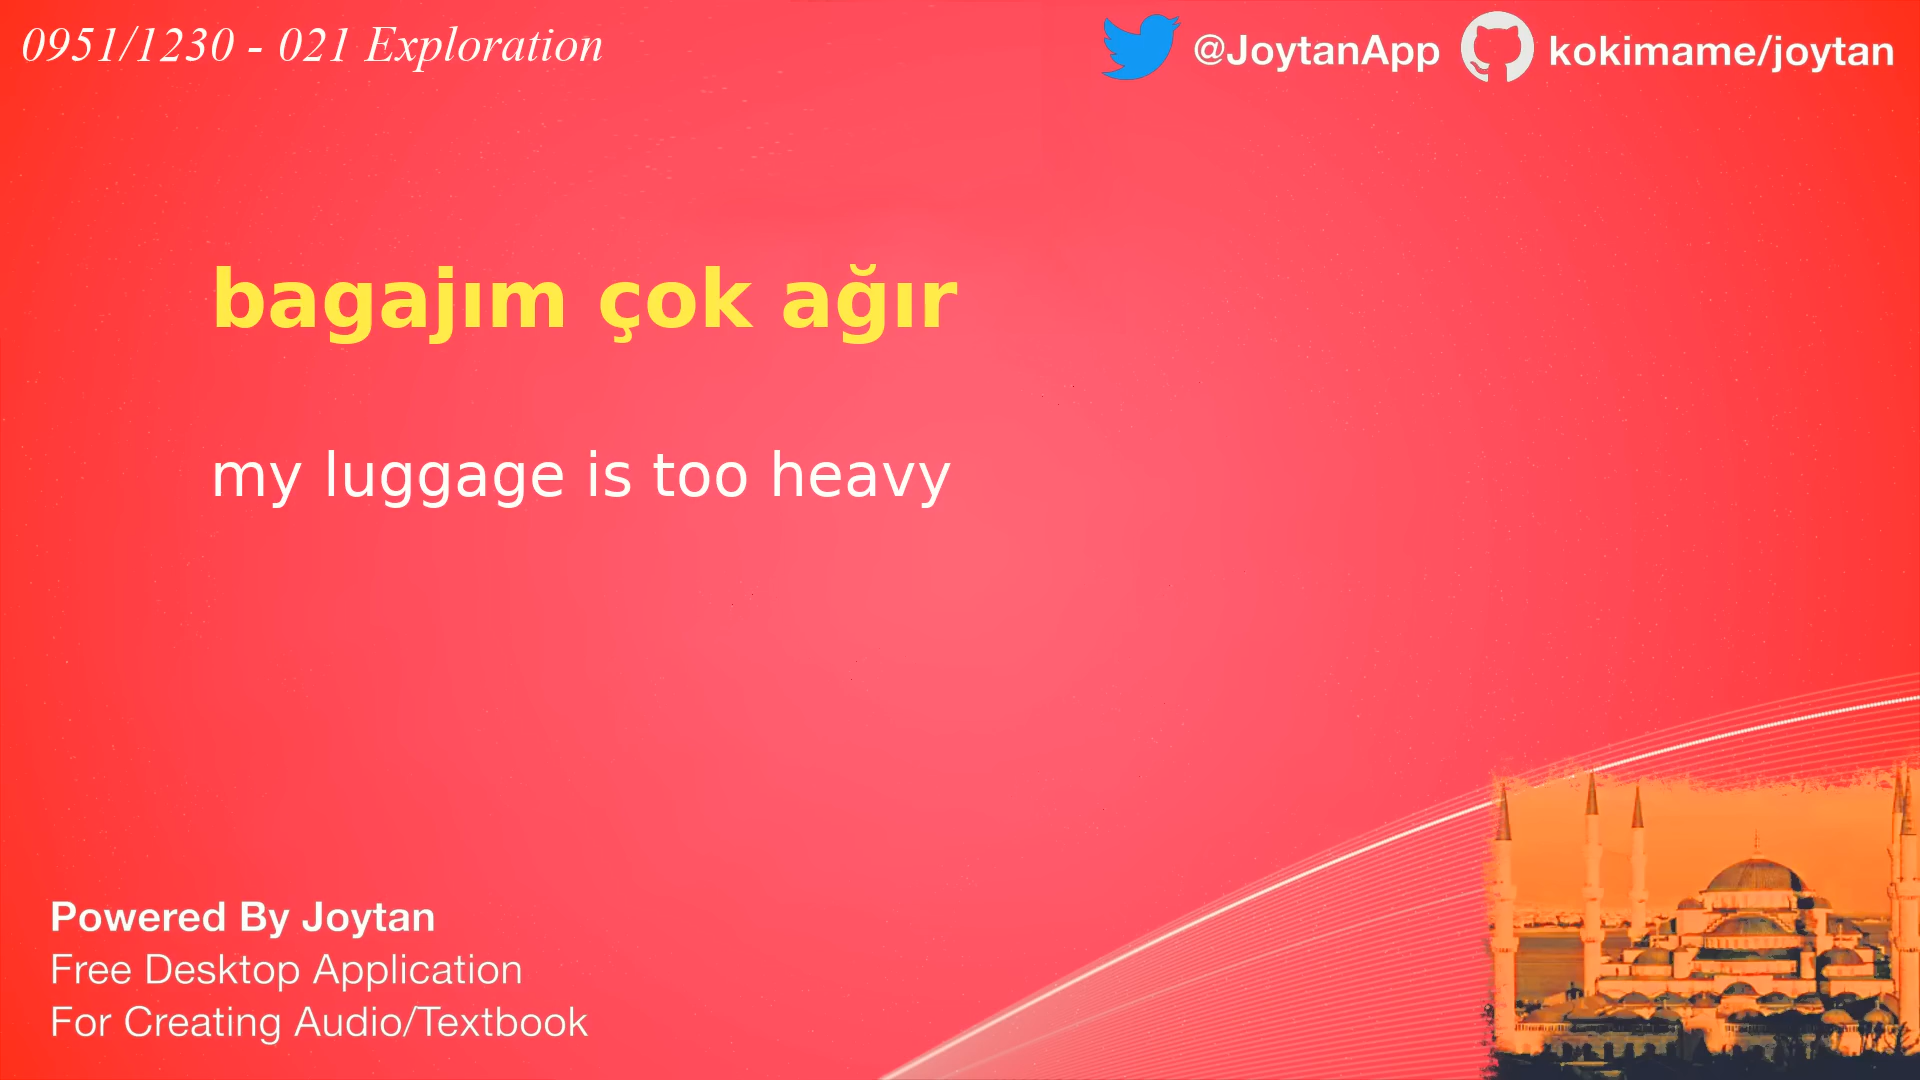 0951/1230 - 021 Exploration
@JoytanApp
kokimame/joytan
bagajım çok ağır
my luggage is too heavy
Powered By Joytan
Free Desktop Application
For Creating Audio/Textbook